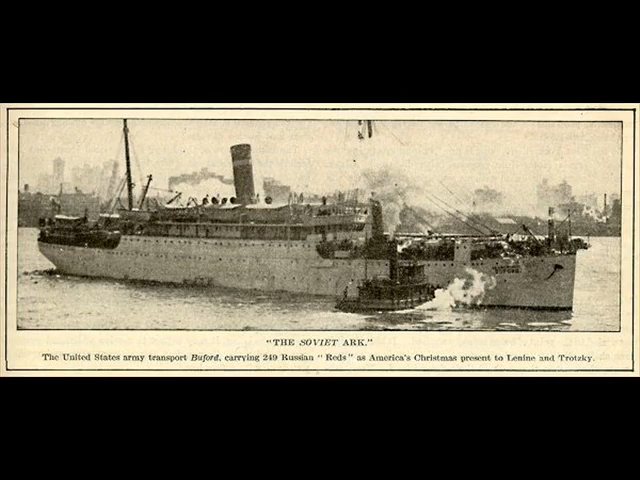 "THE SOVIET ARK."
The United States army transport Buford, carrying 249 Russian "Reds" as America's Christmas present to Lenine and Trotzky.